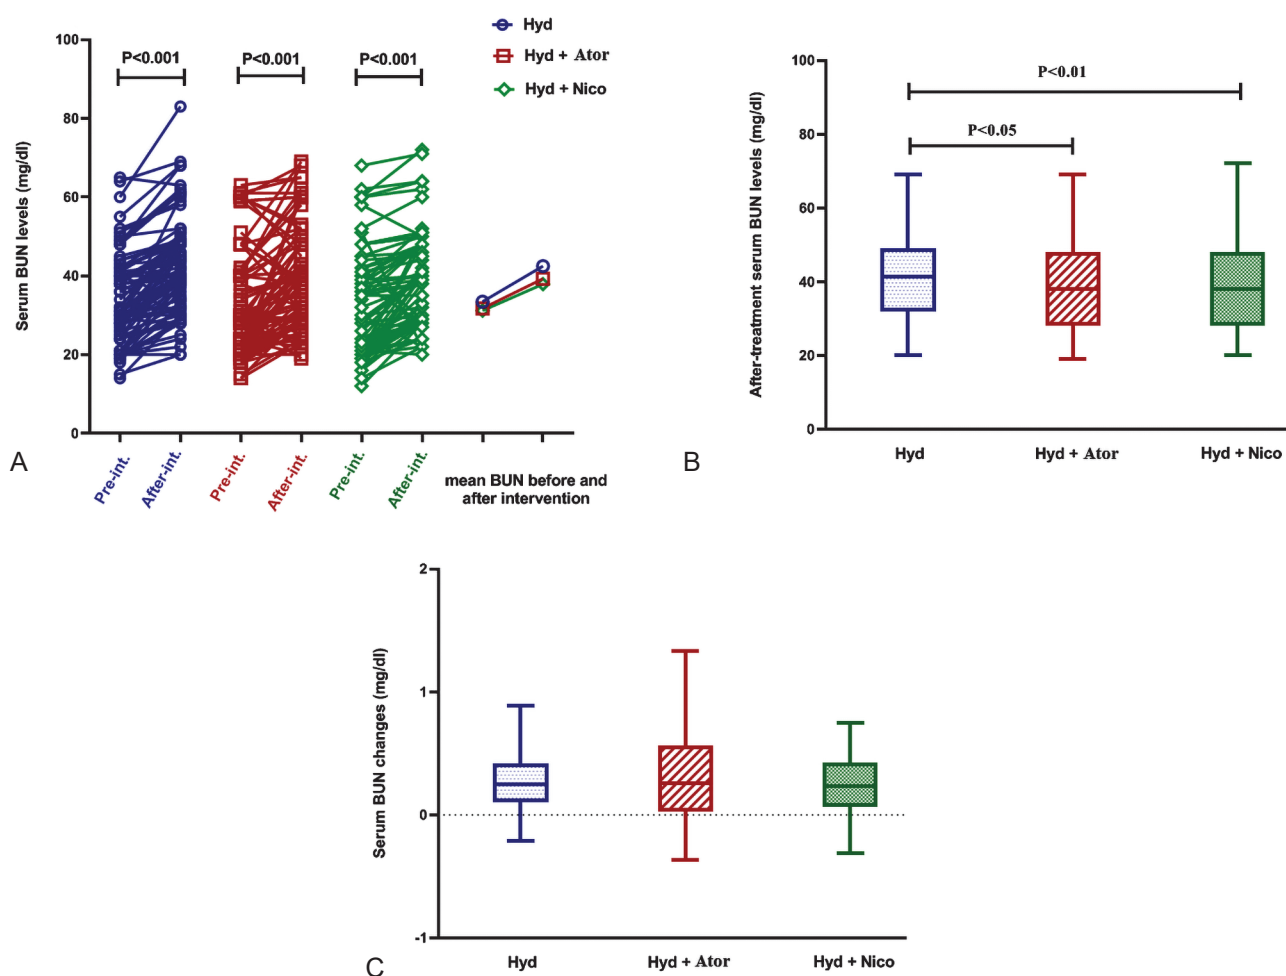 Hyd
Hyd + Ator
Hyd + Nico
P<0.001
P<0.001
P<0.001
Serum BUN levels (mg/dl)
100
80
60
40
20
0
Pre-int.
After-int.
Pre-int.
After-int.
Pre-int.
After-int.
mean BUN before and
after intervention
A
P<0.01
P<0.05
After-treatment serum BUN levels (mg/dl)
100
80
60
40
20
0
Hyd
Hyd + Ator
Hyd + Nico
B
Serum BUN changes (mg/dl)
2
1
0
-1
Hyd
Hyd + Ator
Hyd + Nico
C